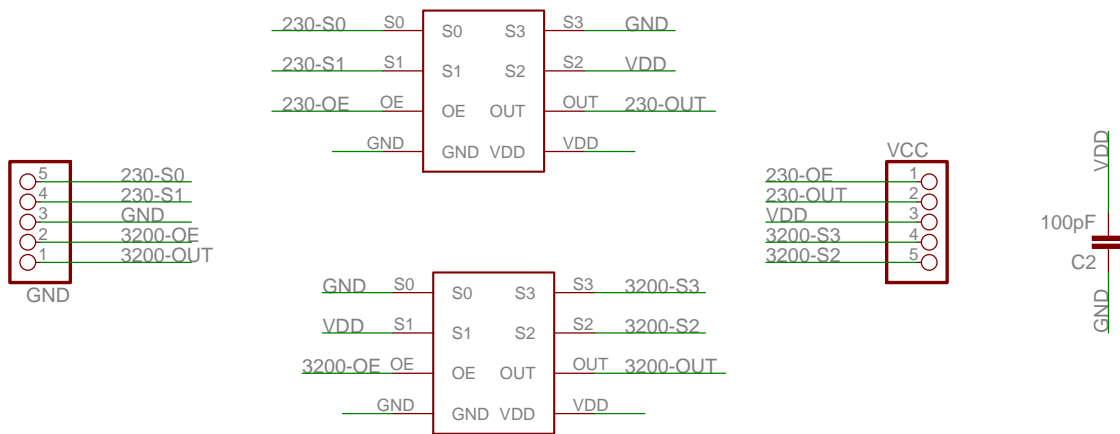 230-S0 S0 S0 S3 S3 GND
230-S1 S1 S1 S2 S2 VDD
230-OE OE OE OUT OUT 230-OUT
GND GND VDD VDD
5 230-S0
4 230-S1
3 GND
2 3200-OE
1 3200-OUT
GND
VCC
230-OE 1
230-OUT 2
VDD 3
3200-S3 4
3200-S2 5
VDD
100pF
C2
GND
GND S0 S0 S3 S3 3200-S3
VDD S1 S1 S2 S2 3200-S2
3200-OE OE OE OUT OUT 3200-OUT
GND GND VDD VDD